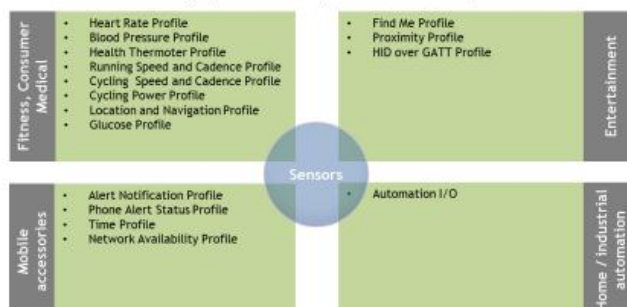 Fitness, Consumer
Medical
• Heart Rate Profile
• Blood Pressure Profile
• Health Thermoter Profile
• Running Speed and Cadence Profile
• Cycling Speed and Cadence Profile
• Cycling Power Profile
• Location and Navigation Profile
• Glucose Profile
• Find Me Profile
• Proximity Profile
• HID over GATT Profile
Entertainment
Sensors
Mobile
accessories
• Alert Notification Profile
• Phone Alert Status Profile
• Time Profile
• Network Availability Profile
• Automation I/O
Home / industrial
automation